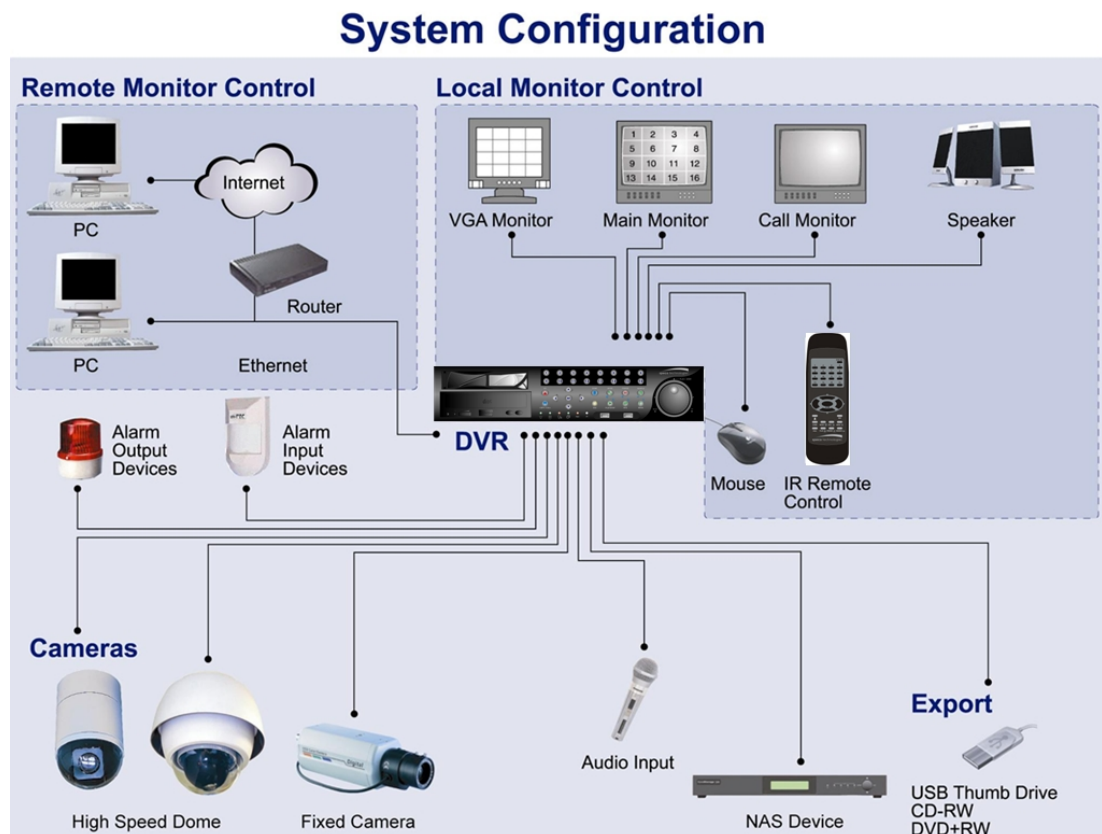 System Configuration
Remote Monitor Control
Local Monitor Control
Internet
PC
Router
PC
Ethernet
VGA Monitor
1 2 3 4
5 6 7 8
9 10 11 12
13 14 15 16
Main Monitor
Call Monitor
Speaker
Alarm
Output
Devices
Alarm
Input
Devices
DVR
Mouse
IR Remote
Control
Cameras
High Speed Dome
Fixed Camera
Audio Input
NAS Device
Export
USB Thumb Drive
CD-RW
DVD+RW